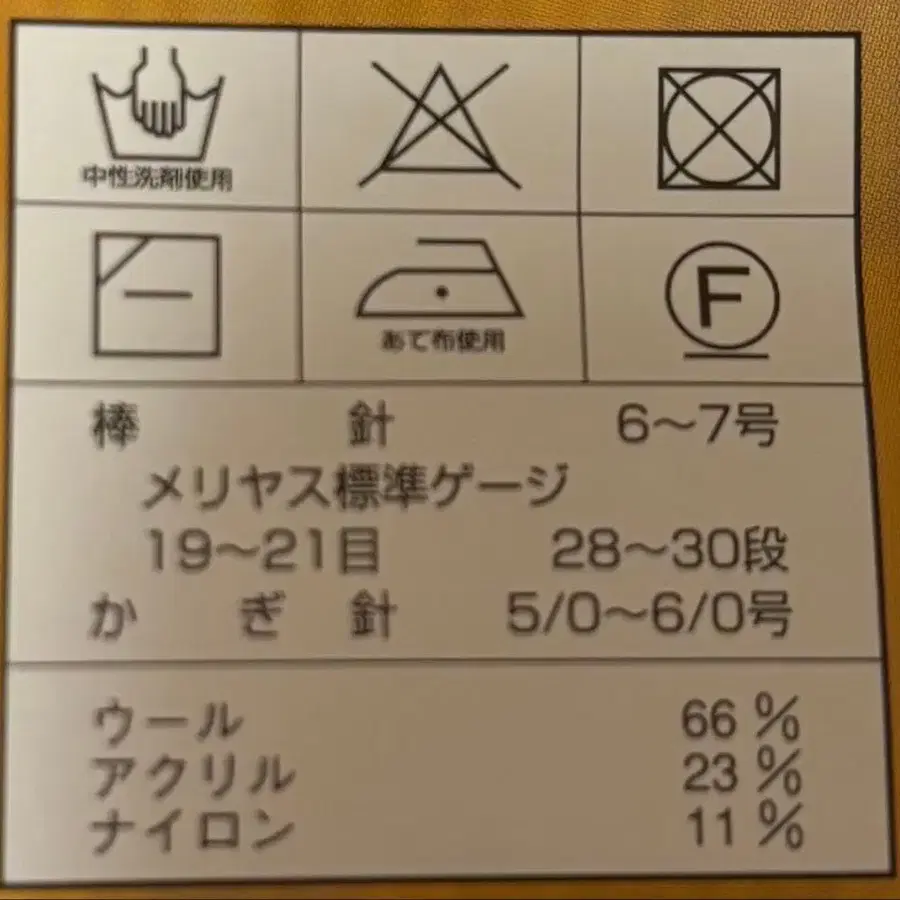 中性洗剤使用
あて布使用
F
棒針 6〜7号
メリヤス標準ゲージ
19〜21目 28〜30段
かぎ針 5/0〜6/0号
ウール 66%
アクリル 23%
ナイロン 11%